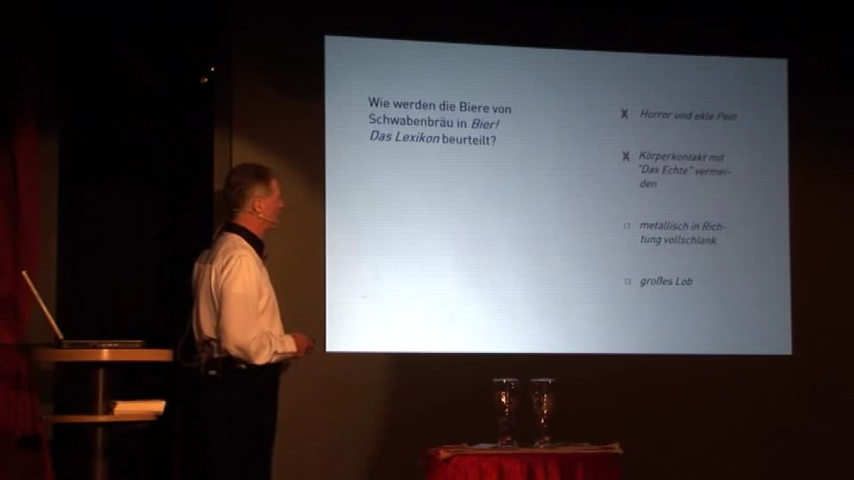 Wie werden die Biere von
Schwabenbräu in Bier!
Das Lexikon beurteilt?
X Horror und ekle Pein
X Körperkontakt mit
"Das Echte" vermei-
den
metallisch in Rich-
tung vollschlank
großes Lob